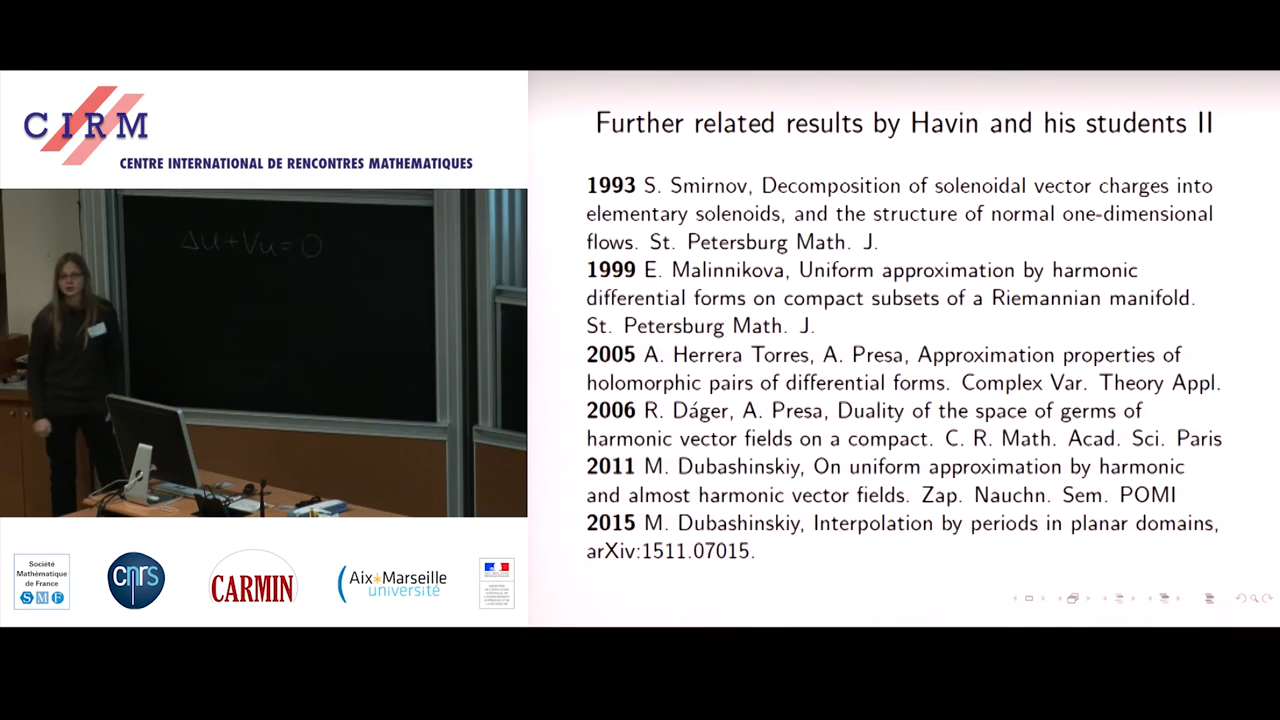 CIRM
CENTRE INTERNATIONAL DE RENCONTRES MATHEMATIQUES
Δu+Vu=0
Société
Mathématique
de France
SMF
cnrs
CARMIN
Aix*Marseille
université
Further related results by Havin and his students II
1993 S. Smirnov, Decomposition of solenoidal vector charges into
elementary solenoids, and the structure of normal one-dimensional
flows. St. Petersburg Math. J.
1999 E. Malinnikova, Uniform approximation by harmonic
differential forms on compact subsets of a Riemannian manifold.
St. Petersburg Math. J.
2005 A. Herrera Torres, A. Presa, Approximation properties of
holomorphic pairs of differential forms. Complex Var. Theory Appl.
2006 R. Dáger, A. Presa, Duality of the space of germs of
harmonic vector fields on a compact. C. R. Math. Acad. Sci. Paris
2011 M. Dubashinskiy, On uniform approximation by harmonic
and almost harmonic vector fields. Zap. Nauchn. Sem. POMI
2015 M. Dubashinskiy, Interpolation by periods in planar domains,
arXiv:1511.07015.